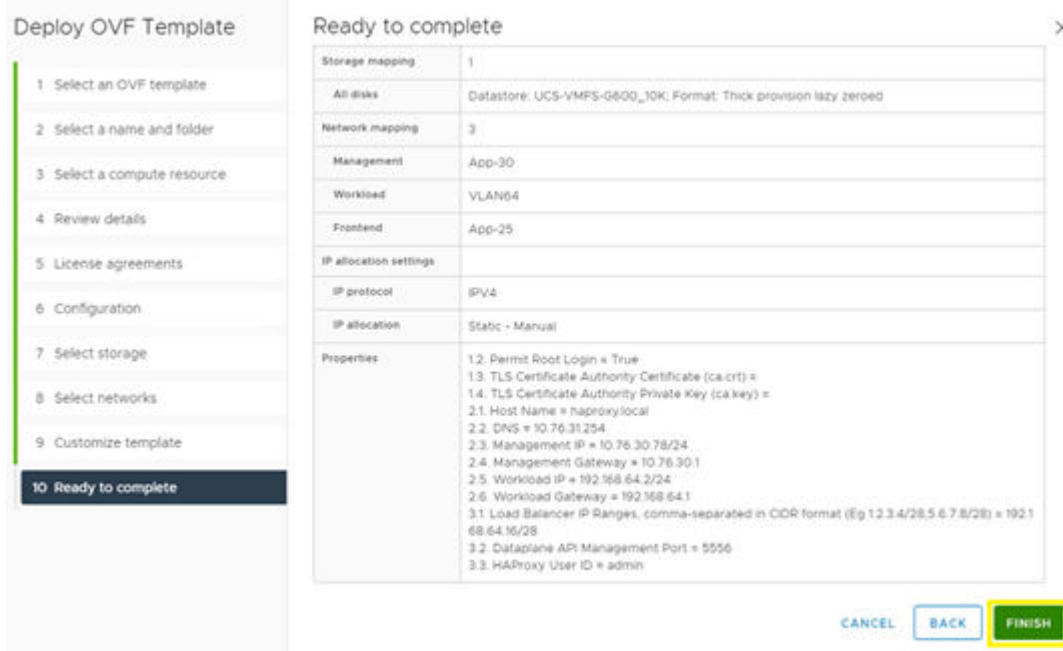 Deploy OVF Template
1 Select an OVF template
2 Select a name and folder
3 Select a compute resource
4 Review details
5 License agreements
6 Configuration
7 Select storage
8 Select networks
9 Customize template
10 Ready to complete
Ready to complete
Storage mapping 1
All disks Datastore: UCS-VMFS-G600_10K; Format: Thick provision lazy zeroed
Network mapping 3
Management App-30
Workload VLAN64
Frontend App-25
IP allocation settings
IP protocol IPV4
IP allocation Static - Manual
Properties 1.2. Permit Root Login = True
1.3. TLS Certificate Authority Certificate (ca.crt) =
1.4. TLS Certificate Authority Private Key (ca.key) =
2.1. Host Name = haproxy.local
2.2. DNS = 10.76.31.254
2.3. Management IP = 10.76.30.78/24
2.4. Management Gateway = 10.76.30.1
2.5. Workload IP = 192.168.64.2/24
2.6. Workload Gateway = 192.168.64.1
3.1. Load Balancer IP Ranges, comma-separated in CIDR format (Eg 1.2.3.4/28,5.6.7.8/28) = 192.1
68.64.16/28
3.2. Dataplane API Management Port = 5556
3.3. HAProxy User ID = admin
CANCEL BACK FINISH